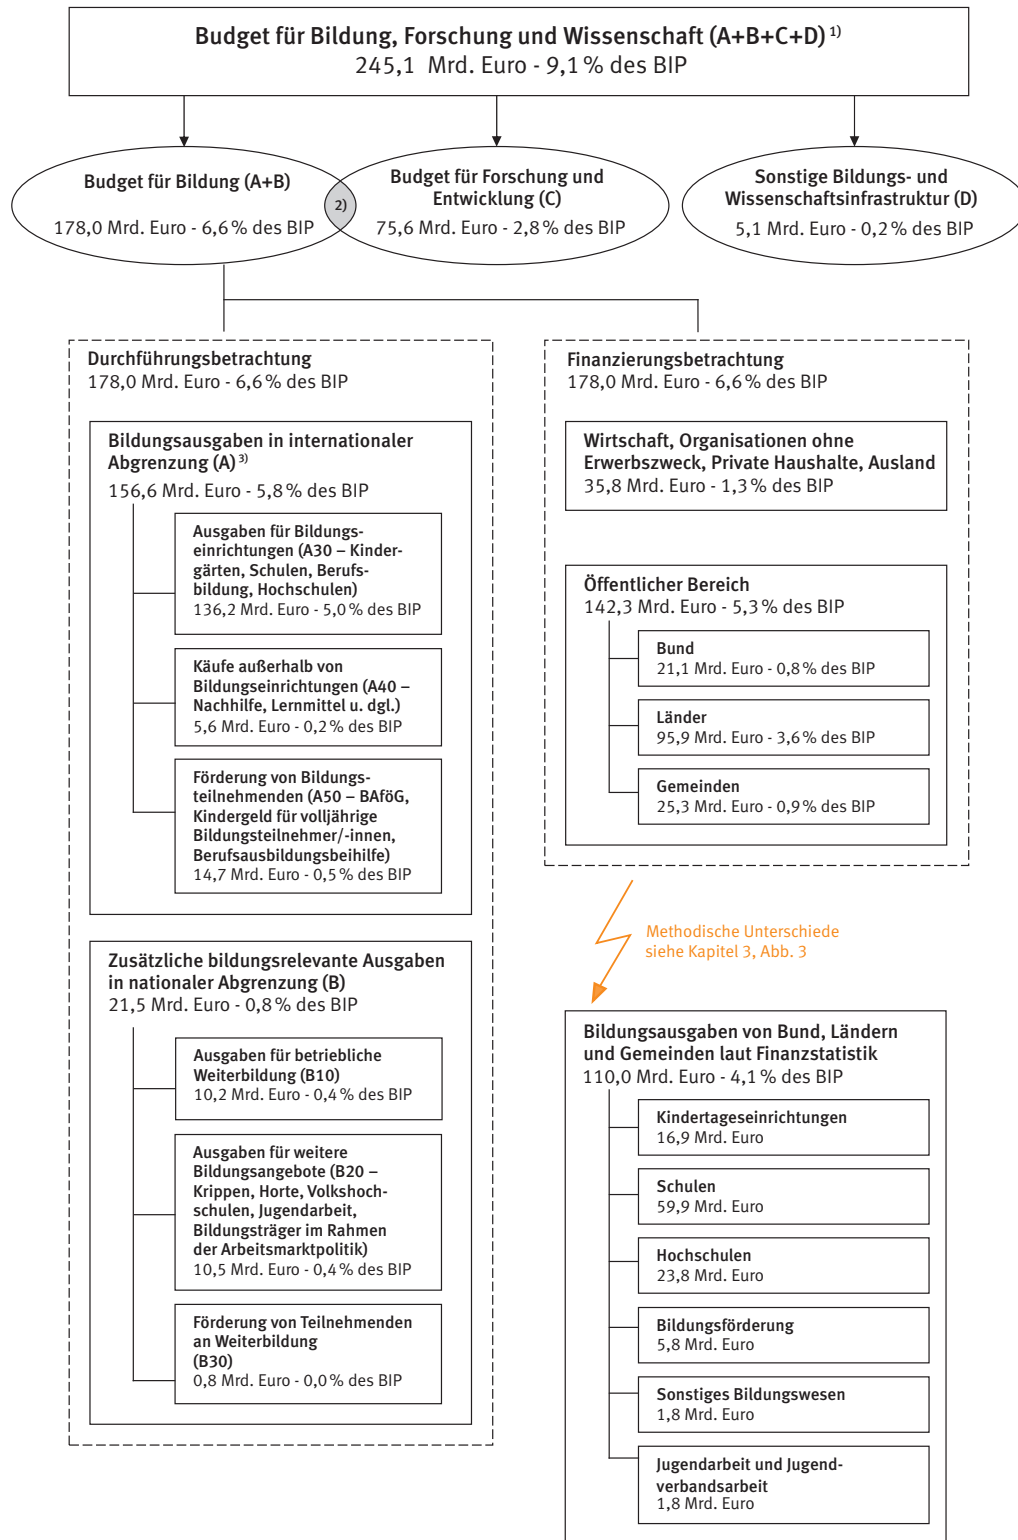 Budget für Bildung, Forschung und Wissenschaft (A+B+C+D) 1)
245,1 Mrd. Euro - 9,1 % des BIP
Budget für Bildung (A+B)
178,0 Mrd. Euro - 6,6 % des BIP
2)
Budget für Forschung und
Entwicklung (C)
75,6 Mrd. Euro - 2,8 % des BIP
Sonstige Bildungs- und
Wissenschaftsinfrastruktur (D)
5,1 Mrd. Euro - 0,2 % des BIP
Durchführungsbetrachtung
178,0 Mrd. Euro - 6,6 % des BIP
Bildungsausgaben in internationaler
Abgrenzung (A) 3)
156,6 Mrd. Euro - 5,8 % des BIP
Ausgaben für Bildungs-
einrichtungen (A30 – Kinder-
gärten, Schulen, Berufs-
bildung, Hochschulen)
136,2 Mrd. Euro - 5,0 % des BIP
Käufe außerhalb von
Bildungseinrichtungen (A40 –
Nachhilfe, Lernmittel u. dgl.)
5,6 Mrd. Euro - 0,2 % des BIP
Förderung von Bildungs-
teilnehmenden (A50 – BAföG,
Kindergeld für volljährige
Bildungsteilnehmer/-innen,
Berufsausbildungsbeihilfe)
14,7 Mrd. Euro - 0,5 % des BIP
Zusätzliche bildungsrelevante Ausgaben
in nationaler Abgrenzung (B)
21,5 Mrd. Euro - 0,8 % des BIP
Ausgaben für betriebliche
Weiterbildung (B10)
10,2 Mrd. Euro - 0,4 % des BIP
Ausgaben für weitere
Bildungsangebote (B20 –
Krippen, Horte, Volkshoch-
schulen, Jugendarbeit,
Bildungsträger im Rahmen
der Arbeitsmarktpolitik)
10,5 Mrd. Euro - 0,4 % des BIP
Förderung von Teilnehmenden
an Weiterbildung
(B30)
0,8 Mrd. Euro - 0,0 % des BIP
Finanzierungsbetrachtung
178,0 Mrd. Euro - 6,6 % des BIP
Wirtschaft, Organisationen ohne
Erwerbszweck, Private Haushalte, Ausland
35,8 Mrd. Euro - 1,3 % des BIP
Öffentlicher Bereich
142,3 Mrd. Euro - 5,3 % des BIP
Bund
21,1 Mrd. Euro - 0,8 % des BIP
Länder
95,9 Mrd. Euro - 3,6 % des BIP
Gemeinden
25,3 Mrd. Euro - 0,9 % des BIP
Methodische Unterschiede
siehe Kapitel 3, Abb. 3
Bildungsausgaben von Bund, Ländern
und Gemeinden laut Finanzstatistik
110,0 Mrd. Euro - 4,1 % des BIP
Kindertageseinrichtungen
16,9 Mrd. Euro
Schulen
59,9 Mrd. Euro
Hochschulen
23,8 Mrd. Euro
Bildungsförderung
5,8 Mrd. Euro
Sonstiges Bildungswesen
1,8 Mrd. Euro
Jugendarbeit und Jugend-
verbandsarbeit
1,8 Mrd. Euro